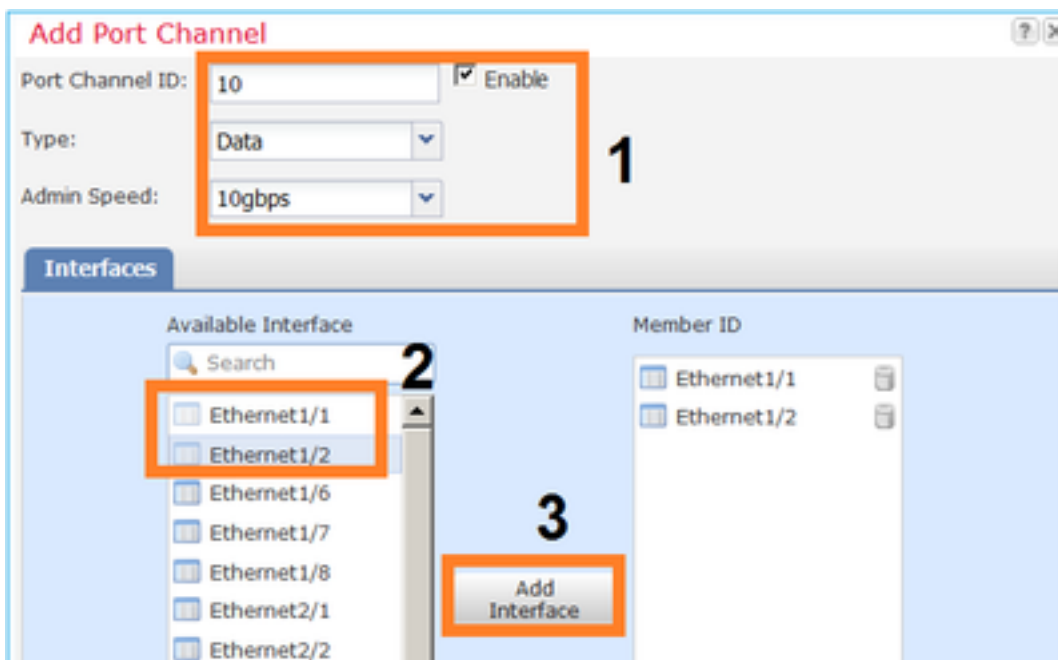 Add Port Channel
?
Port Channel ID: 10 Enable
Type: Data
1
Admin Speed: 10gbps
Interfaces
Available Interface
Search
2
Ethernet1/1
Ethernet1/2
Ethernet1/6
Ethernet1/7
Ethernet1/8
Ethernet2/1
Ethernet2/2
3
Add
Interface
Member ID
Ethernet1/1
Ethernet1/2